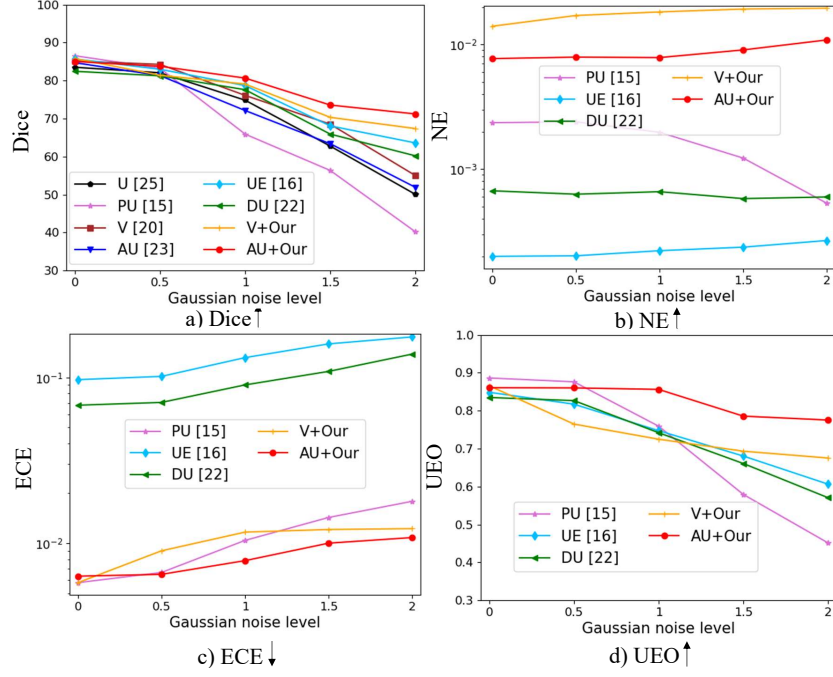 100
90
80
70
60
50
40
30
Dice
U [25]
PU [15]
V [20]
AU [23]
UE [16]
DU [22]
V+Our
AU+Our
0 0.5 1 1.5 2
Gaussian noise level
a) Dice↑
10⁻²
10⁻³
NE
PU [15]
UE [16]
DU [22]
V+Our
AU+Our
0 0.5 1 1.5 2
Gaussian noise level
b) NE↑
10⁻¹
10⁻²
ECE
PU [15]
UE [16]
DU [22]
V+Our
AU+Our
0 0.5 1 1.5 2
Gaussian noise level
c) ECE↓
1.0
0.9
0.8
0.7
0.6
0.5
0.4
0.3
UEO
PU [15]
UE [16]
DU [22]
V+Our
AU+Our
0 0.5 1 1.5 2
Gaussian noise level
d) UEO↑